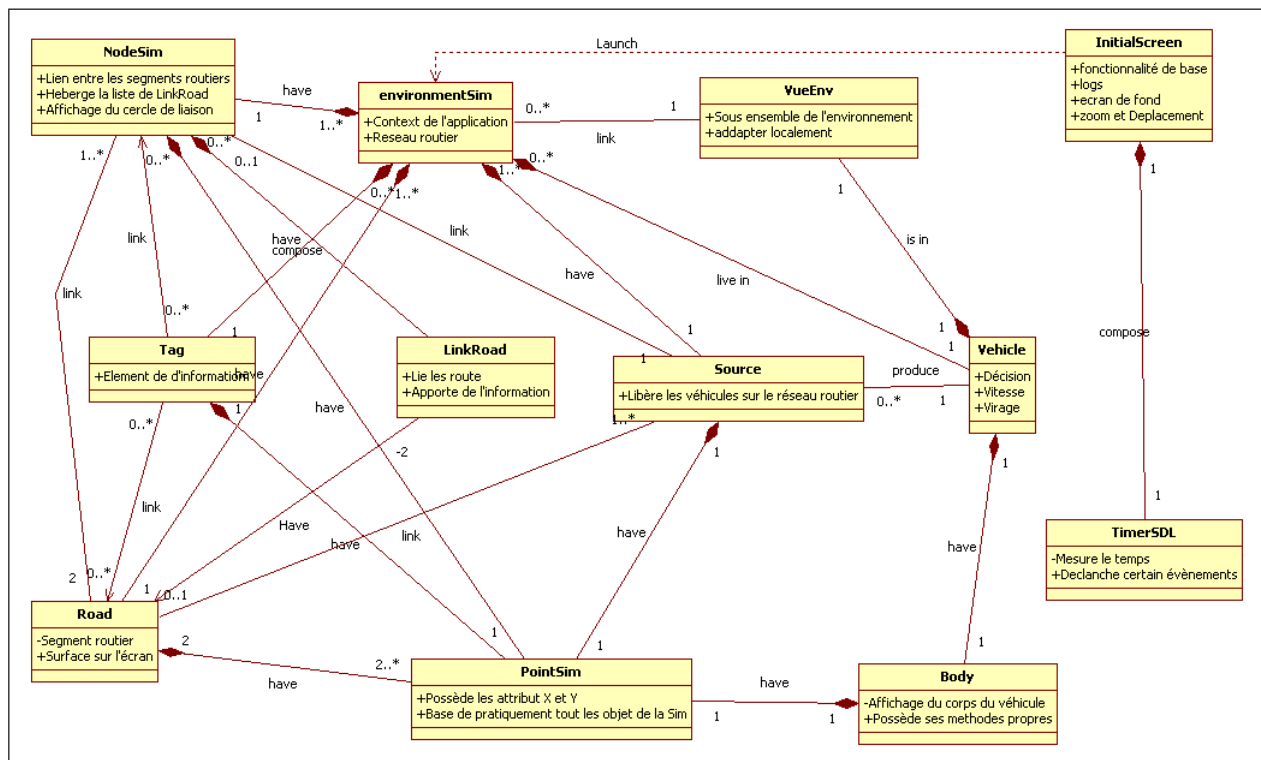 NodeSim
+Lien entre les segments routiers
+Heberge la liste de LinkRoad
+Affichage du cercle de liaison
environmentSim
+Context de l'application
+Reseau routier
VueEnv
+Sous ensemble de l'environnement
+addapter localement
InitialScreen
+fonctionnalité de base
+logs
+ecran de fond
+zoom et Deplacement
Launch
have
1
1..*
0..*
1
link
1..*
0..*
0..*
0..1
0..*
1..*
1..*
0..*
1
1
link
have
compose
link
is in
link
have
live in
0..*
1
1
1
1
compose
Tag
+Element de d'information
LinkRoad
+Lie les route
+Apporte de l'information
Source
+Libère les véhicules sur le réseau routier
1
produce
0..*
1
Vehicle
+Décision
+Vitesse
+Virage
have
0..*
1
have
-2
1..*
1
1
link
Have
have
link
have
have
1
TimerSDL
-Mesure le temps
+Declanche certain évènements
2
0..*
1
0..1
Road
-Segment routier
+Surface sur l'écran
2
have
2..*
1
1
PointSim
+Possède les attribut X et Y
+Base de pratiquement tout les objet de la Sim
have
1
1
1
Body
-Affichage du corps du véhicule
+Possède ses methodes propres